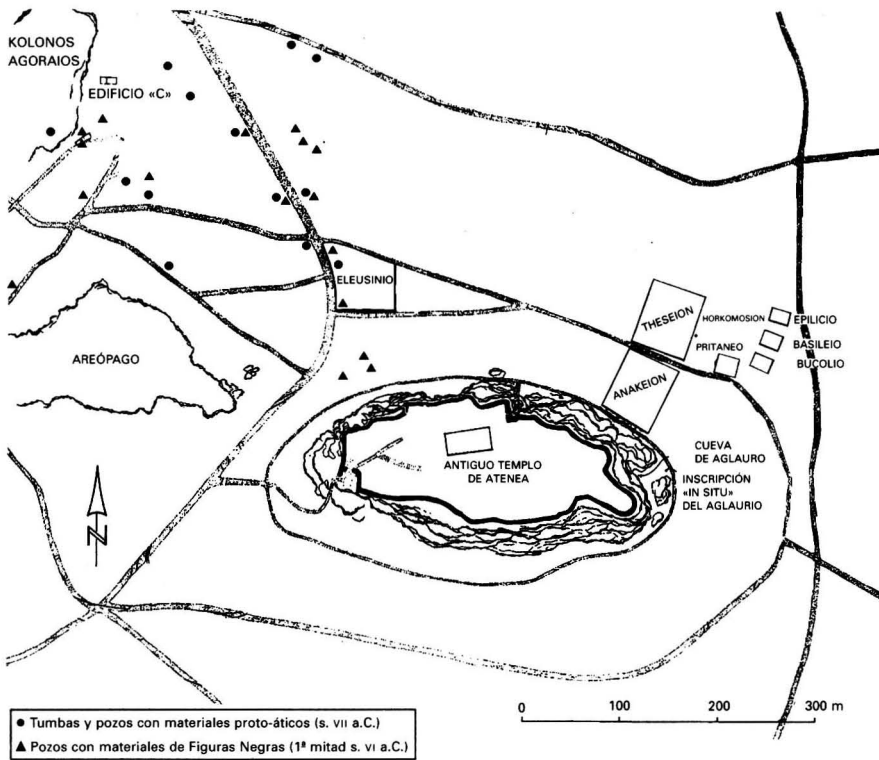 KOLONOS
AGORAIOS
EDIFICIO «C»
ELEUSINIO
AREÓPAGO
THESEION
HORKOMOSION
EPILICIO
PRITANEO
BASILEIO
BUCOLIO
ANAKEION
CUEVA
DE AGLAURO
ANTIGUO TEMPLO
DE ATENEA
INSCRIPCIÓN
«IN SITU»
DEL AGLAURIO
N
0 100 200 300 m
● Tumbas y pozos con materiales proto-áticos (s. VII a.C.)
▲ Pozos con materiales de Figuras Negras (1ª mitad s. VI a.C.)